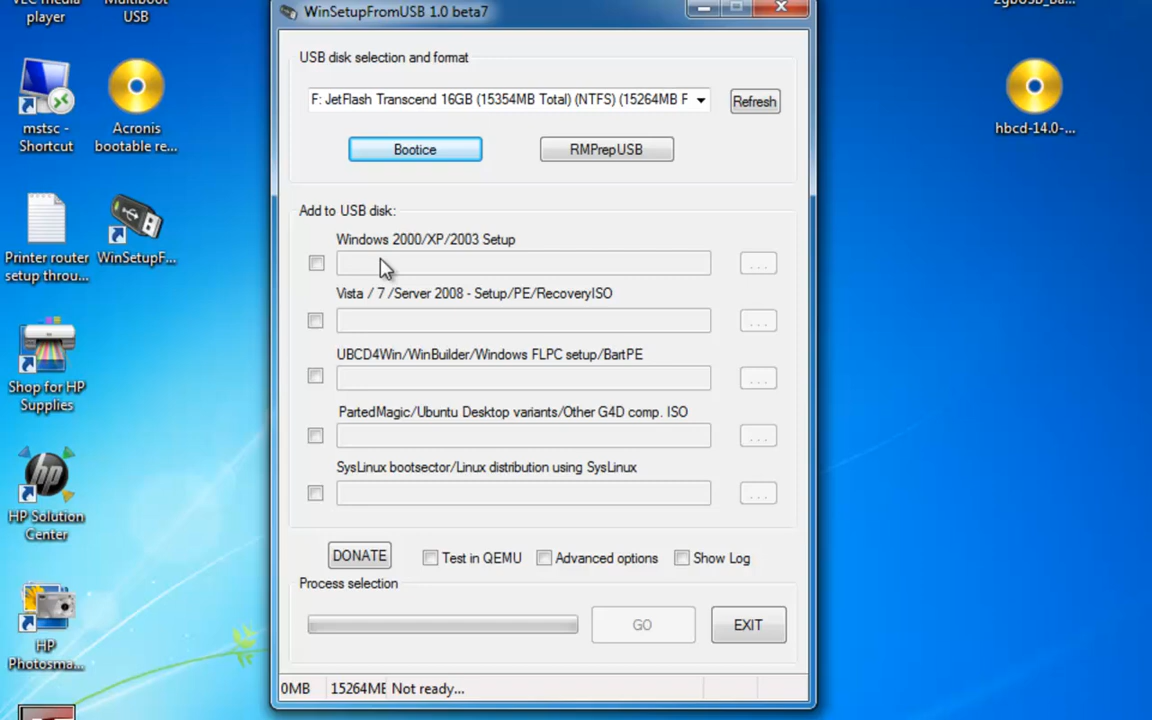 VLC media
player
Multiboot
USB
mstsc -
Shortcut
Acronis
bootable re...
Printer router
setup throu...
WinSetupF...
Shop for HP
Supplies
HP Solution
Center
HP
Photosma...
WinSetupFromUSB 1.0 beta7
USB disk selection and format
F: JetFlash Transcend 16GB (15354MB Total) (NTFS) (15264MB F
Refresh
Bootice
RMPrepUSB
Add to USB disk:
Windows 2000/XP/2003 Setup
...
Vista / 7 /Server 2008 - Setup/PE/RecoveryISO
...
UBCD4Win/WinBuilder/Windows FLPC setup/BartPE
...
PartedMagic/Ubuntu Desktop variants/Other G4D comp. ISO
...
SysLinux bootsector/Linux distribution using SysLinux
...
DONATE
Test in QEMU
Advanced options
Show Log
Process selection
GO
EXIT
0MB
15264ME
Not ready...
hbcd-14.0-...